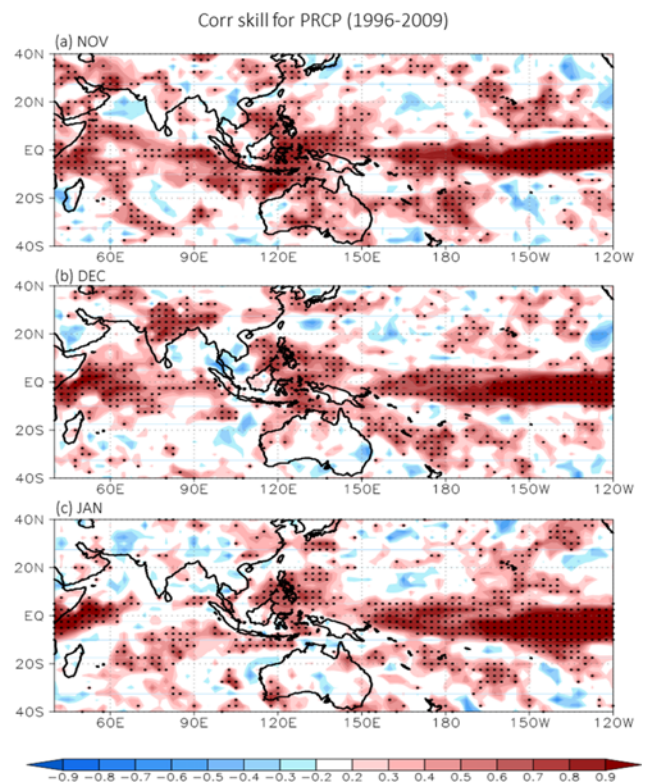 Corr skill for PRCP (1996-2009)
(a) NOV
40N
20N
EQ
20S
40S
60E 90E 120E 150E 180 150W 120W
(b) DEC
40N
20N
EQ
20S
40S
60E 90E 120E 150E 180 150W 120W
(c) JAN
40N
20N
EQ
20S
40S
60E 90E 120E 150E 180 150W 120W
-0.9 -0.8 -0.7 -0.6 -0.5 -0.4 -0.3 -0.2 0.2 0.3 0.4 0.5 0.6 0.7 0.8 0.9